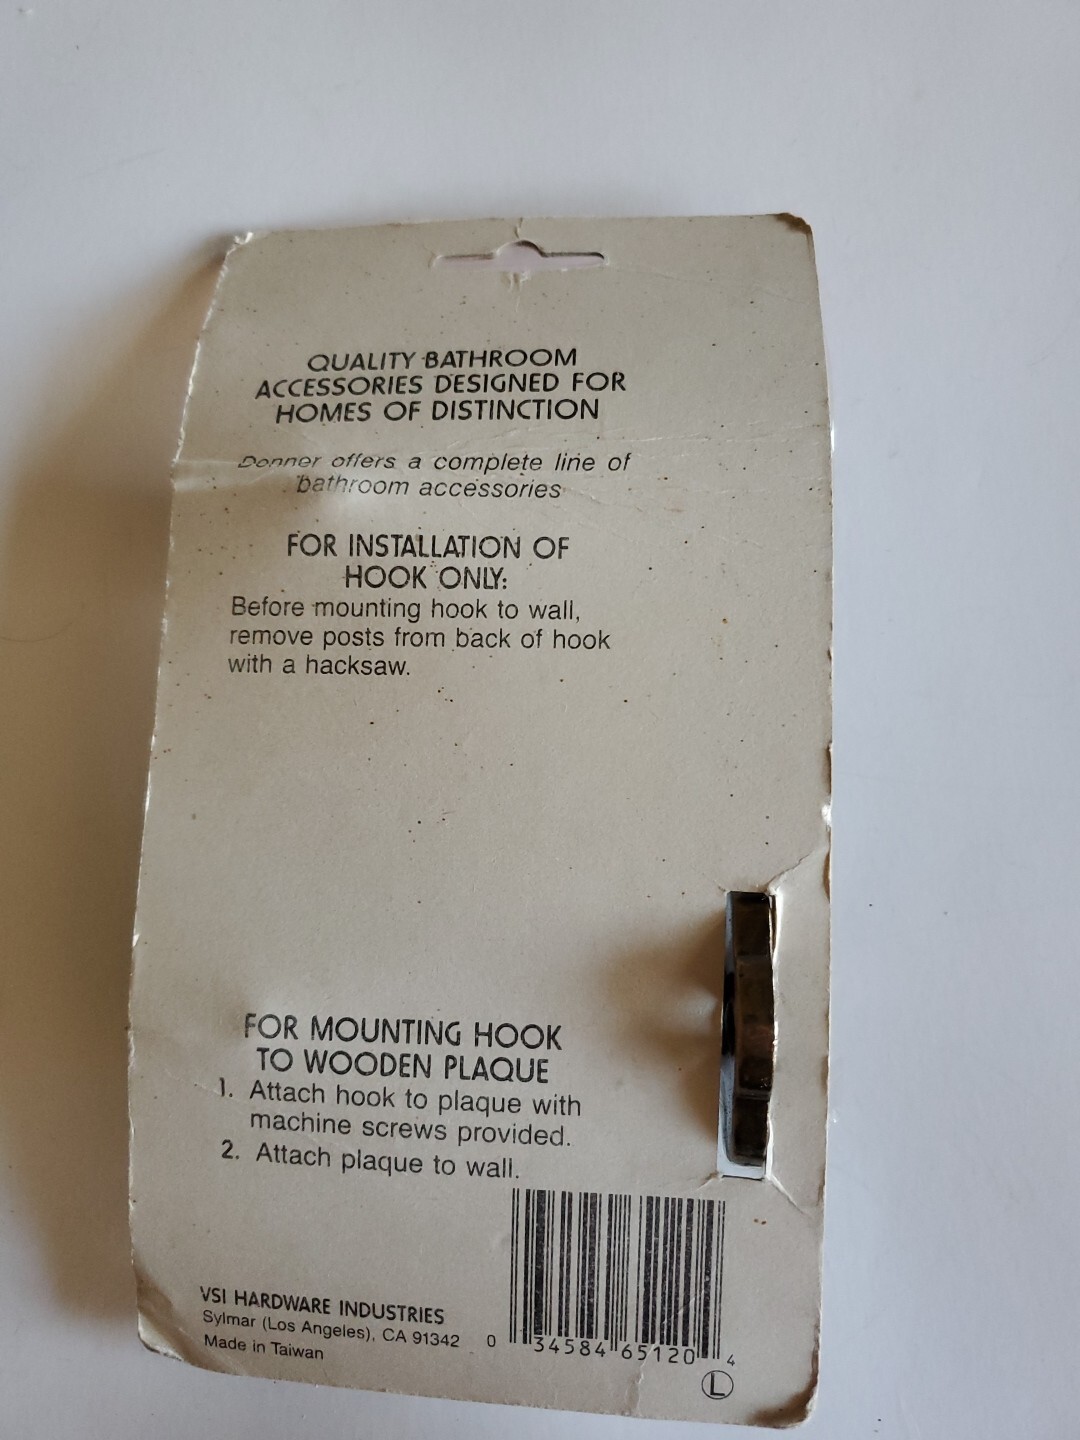 QUALITY BATHROOM
ACCESSORIES DESIGNED FOR
HOMES OF DISTINCTION
Donner offers a complete line of
bathroom accessories
FOR INSTALLATION OF
HOOK ONLY:
Before mounting hook to wall,
remove posts from back of hook
with a hacksaw.
FOR MOUNTING HOOK
TO WOODEN PLAQUE
1. Attach hook to plaque with
machine screws provided.
2. Attach plaque to wall.
VSI HARDWARE INDUSTRIES
Sylmar (Los Angeles), CA 91342
Made in Taiwan
0 34584 65120 4
L